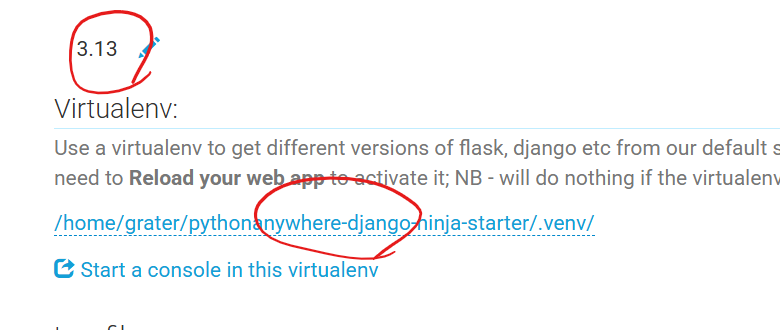 3.13
Virtualenv:
Use a virtualenv to get different versions of flask, django etc from our default s
need to Reload your web app to activate it; NB - will do nothing if the virtualenv
/home/grater/pythonanywhere-django-ninja-starter/.venv/
Start a console in this virtualenv